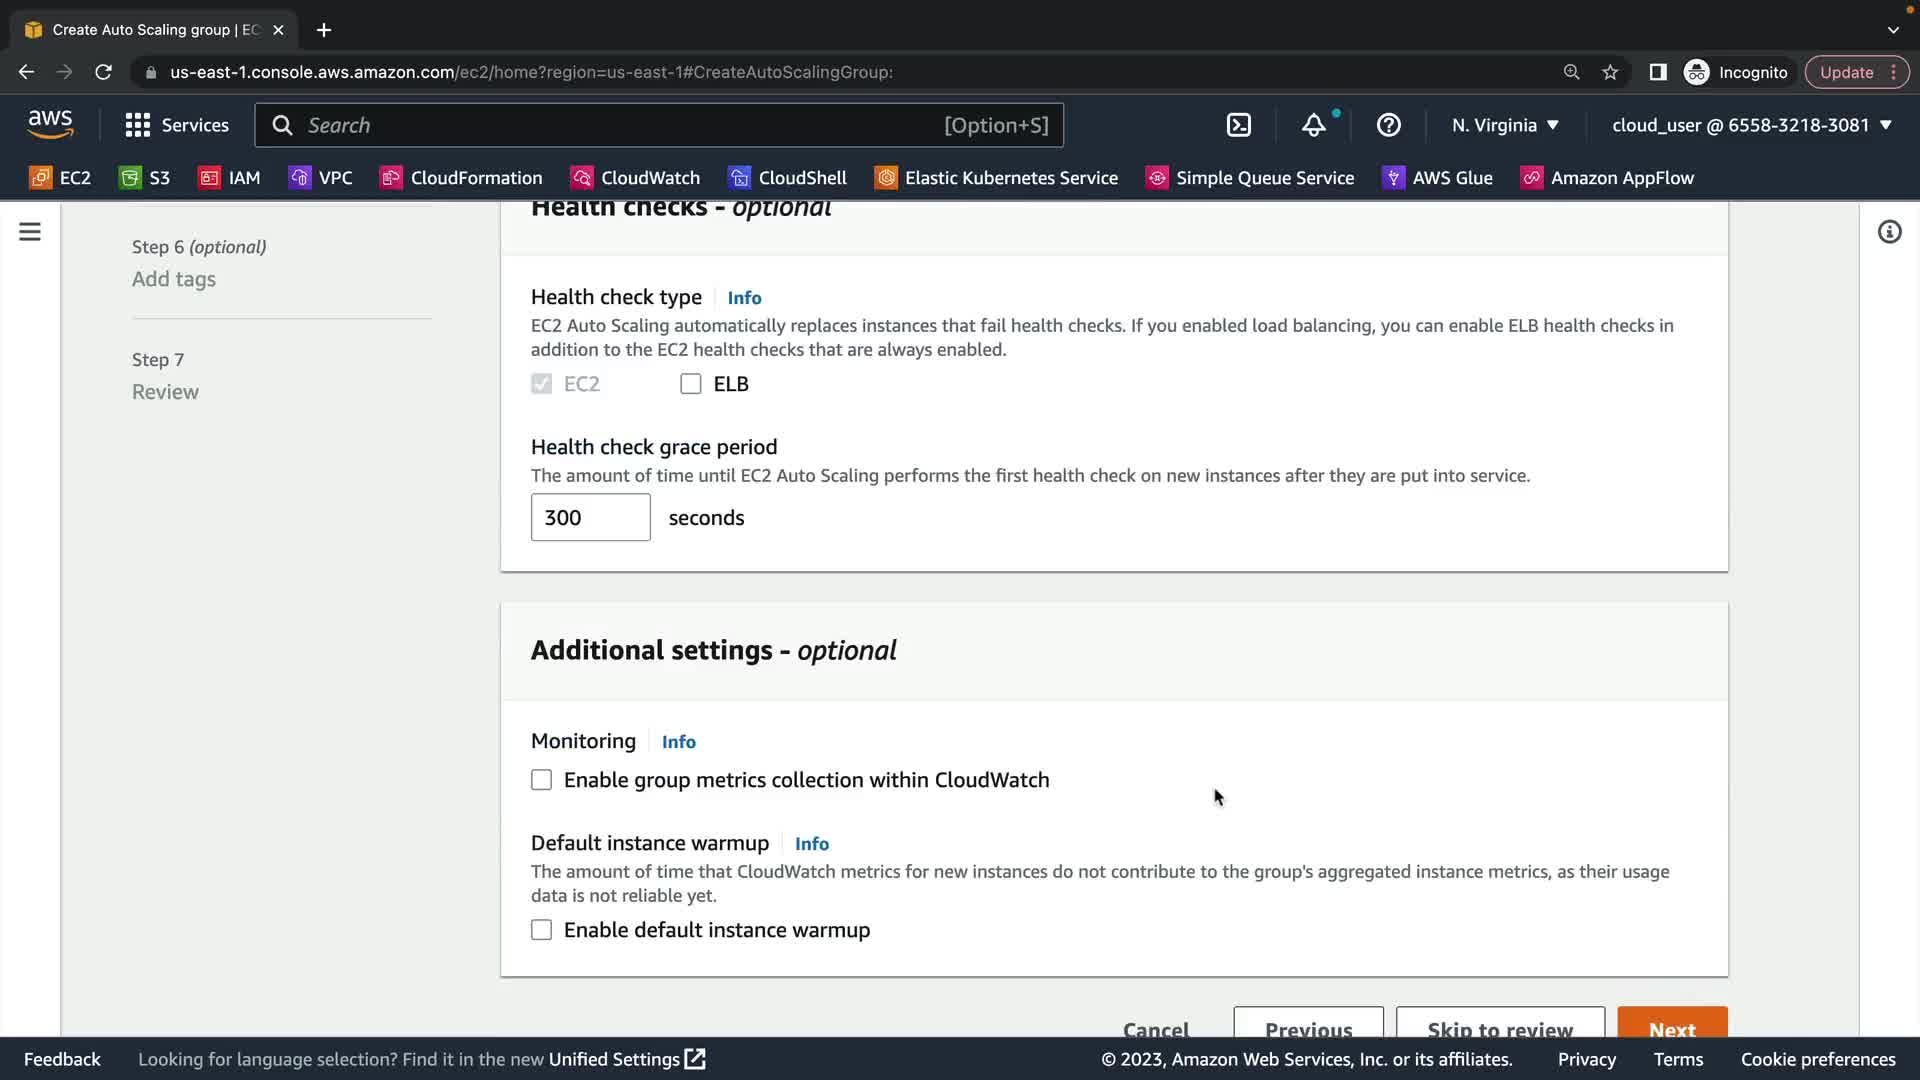 Create Auto Scaling group | EC
us-east-1.console.aws.amazon.com/ec2/home?region=us-east-1#CreateAutoScalingGroup:
Incognito
Update
aws
Services
Search
[Option+S]
N. Virginia
cloud_user @ 6558-3218-3081
EC2
S3
IAM
VPC
CloudFormation
CloudWatch
CloudShell
Elastic Kubernetes Service
Simple Queue Service
AWS Glue
Amazon AppFlow
Step 6 (optional)
Add tags
Step 7
Review
Health checks - optional
Health check type
Info
EC2 Auto Scaling automatically replaces instances that fail health checks. If you enabled load balancing, you can enable ELB health checks in
addition to the EC2 health checks that are always enabled.
EC2
ELB
Health check grace period
The amount of time until EC2 Auto Scaling performs the first health check on new instances after they are put into service.
300
seconds
Additional settings - optional
Monitoring
Info
Enable group metrics collection within CloudWatch
Default instance warmup
Info
The amount of time that CloudWatch metrics for new instances do not contribute to the group's aggregated instance metrics, as their usage
data is not reliable yet.
Enable default instance warmup
Cancel
Previous
Skip to review
Next
Feedback
Looking for language selection? Find it in the new Unified Settings
© 2023, Amazon Web Services, Inc. or its affiliates.
Privacy
Terms
Cookie preferences